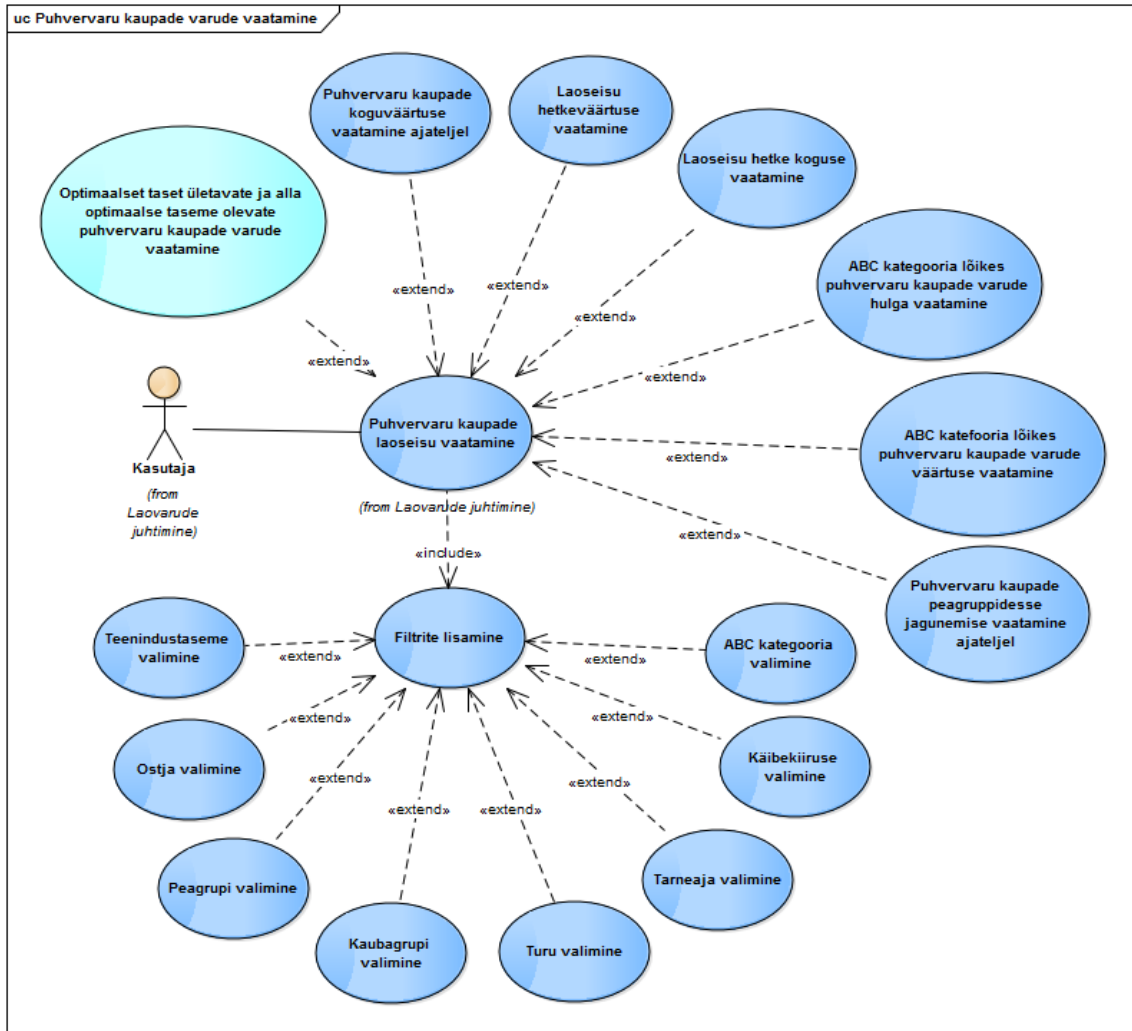 uc Puhvervaru kaupade varude vaatamine
Puhvervaru kaupade
koguväärtuse
vaatamine ajateljel
Laoseisu
hetkeväärtuse
vaatamine
Laoseisu hetke koguse
vaatamine
Optimaalset taset ületavate ja alla
optimaalse taseme olevate
puhvervaru kaupade varude
vaatamine
ABC kategooria lõikes
puhvervaru kaupade varude
hulga vaatamine
«extend»
«extend»
«extend»
«extend»
«extend»
Puhvervaru kaupade
laoseisu vaatamine
(from Laovarude juhtimine)
Kasutaja
(from
Laovarude
juhtimine)
ABC katefooria lõikes
puhvervaru kaupade varude
väärtuse vaatamine
«extend»
«extend»
Puhvervaru kaupade
peagruppidesse
jagunemise vaatamine
ajateljel
«include»
Filtrite lisamine
Teenindustaseme
valimine
«extend»
ABC kategooria
valimine
«extend»
Ostja valimine
«extend»
Käibekiiruse
valimine
«extend»
Peagrupi valimine
«extend»
Kaubagrupi
valimine
«extend»
Turu valimine
«extend»
Tarneaja valimine
«extend»